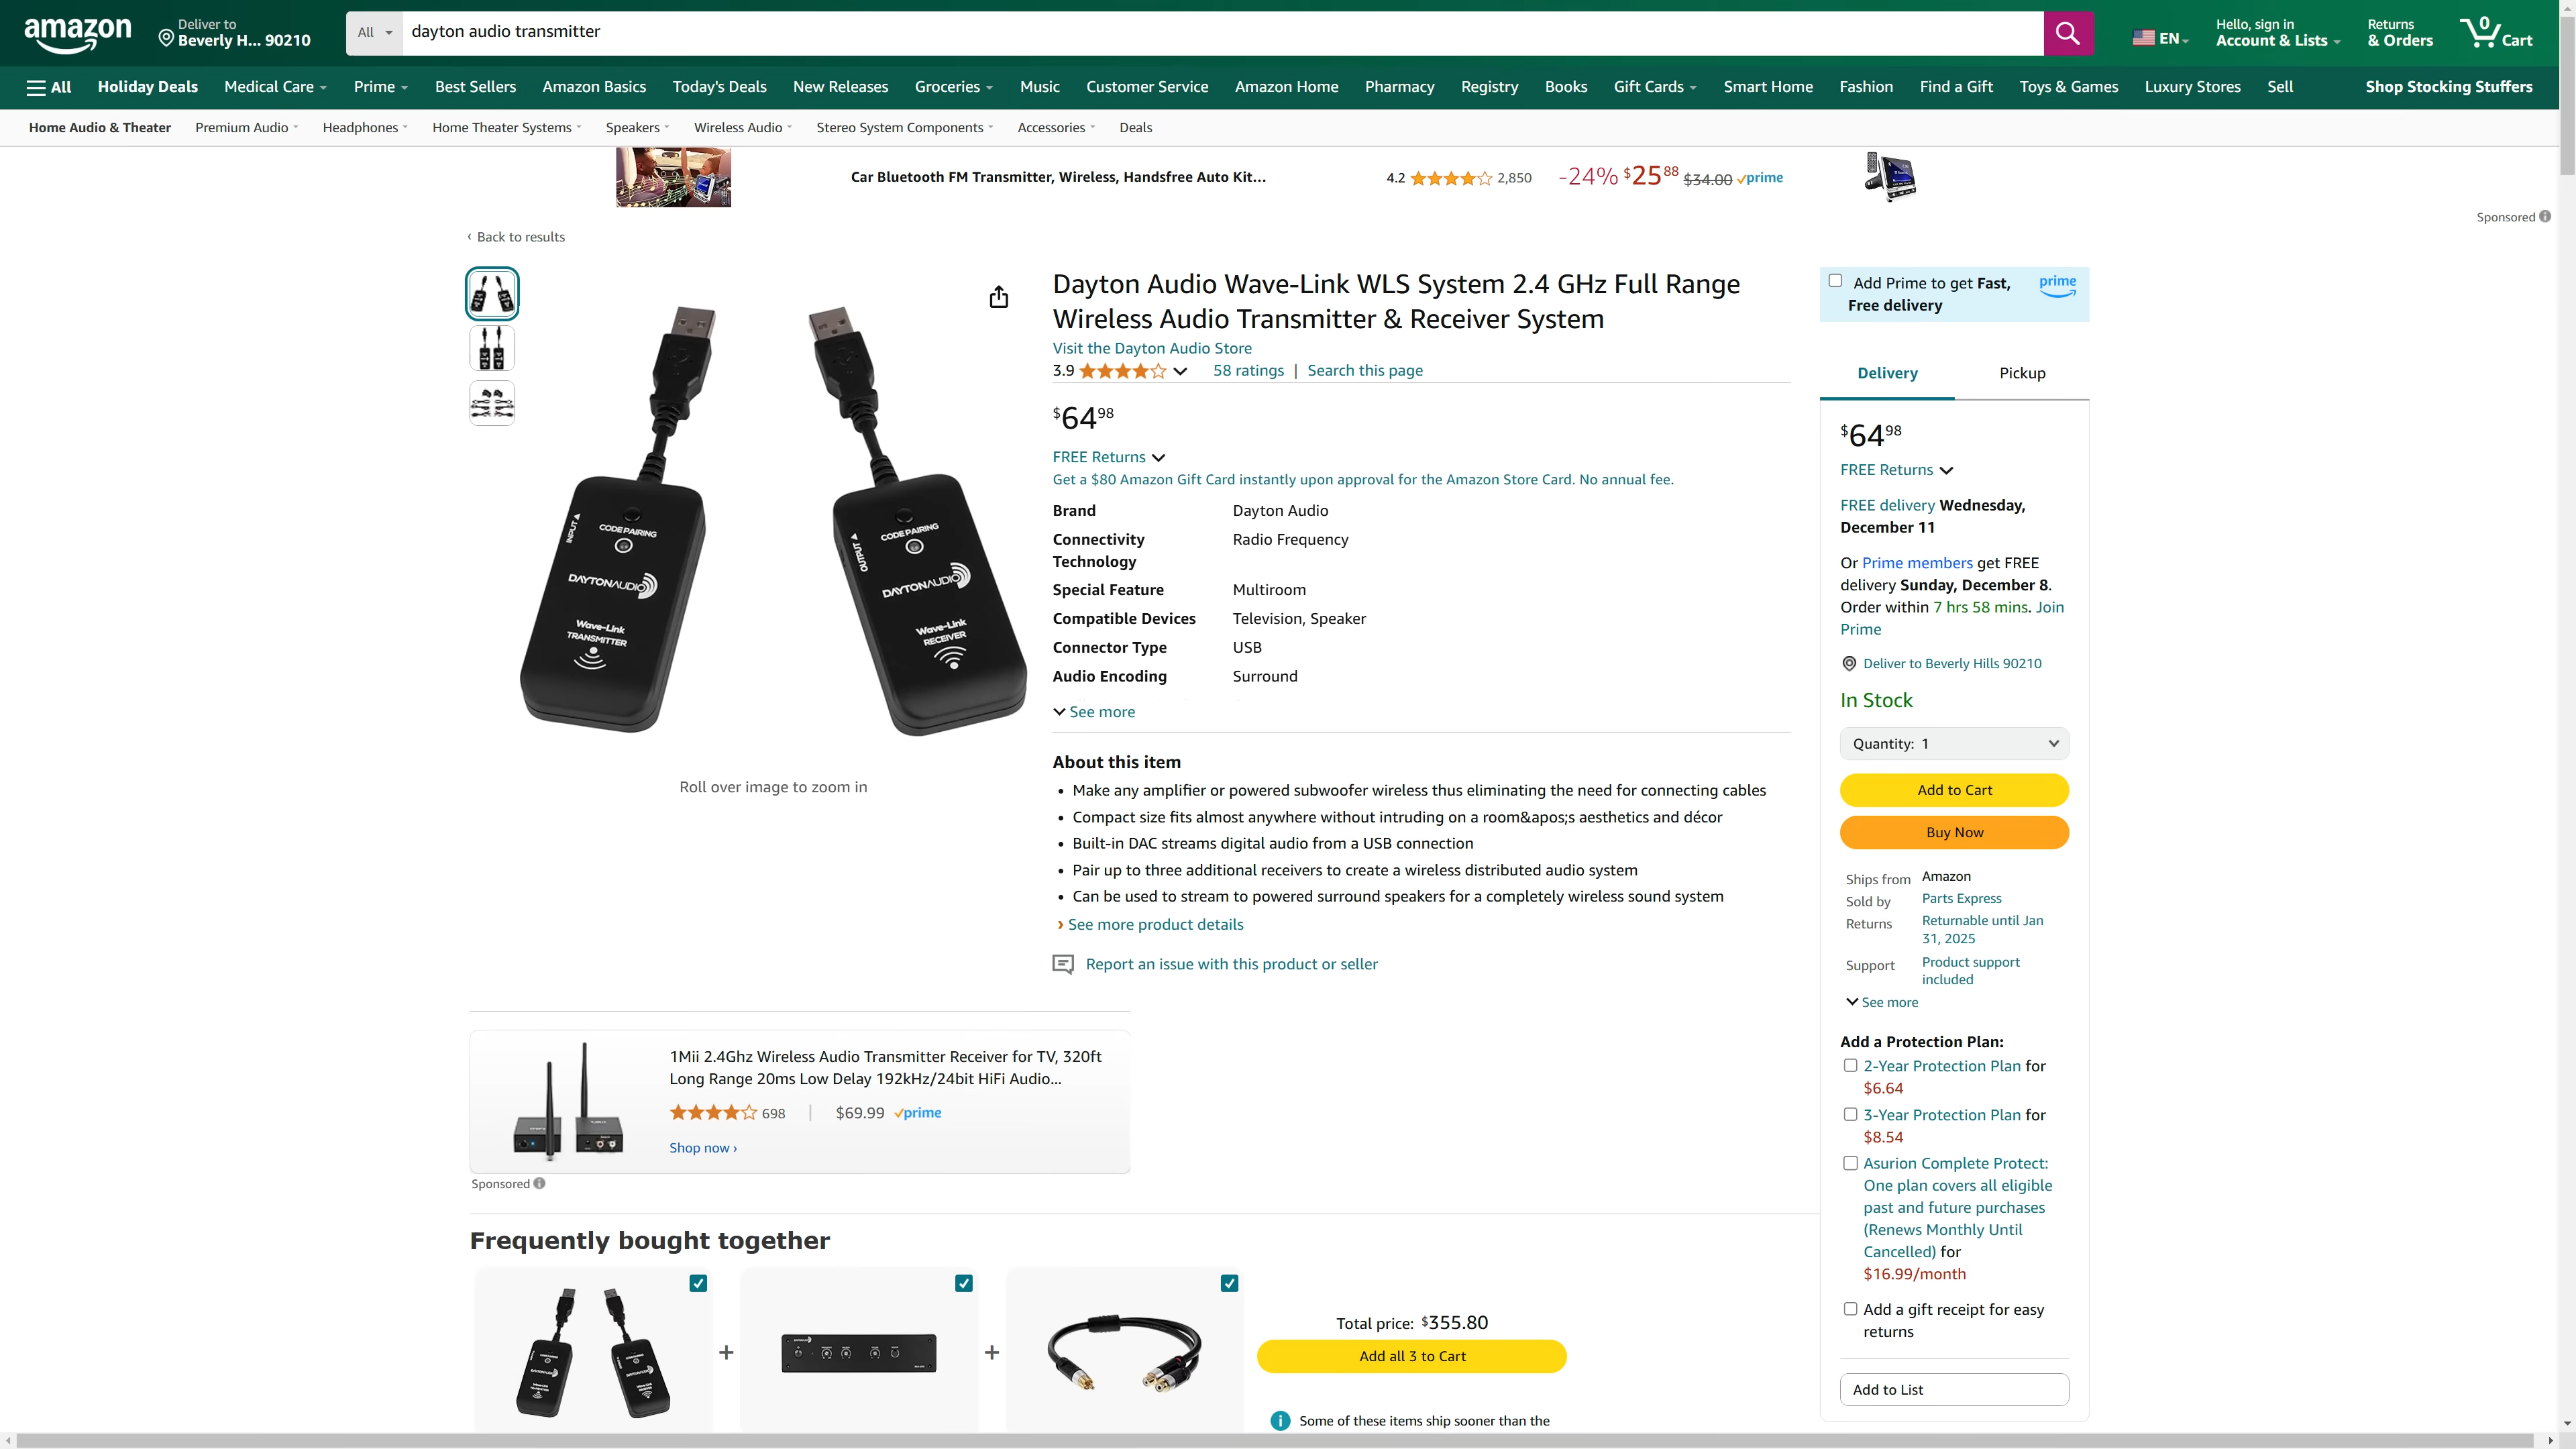 amazon
Deliver to
Beverly H... 90210
All
dayton audio transmitter
EN
Hello, sign in
Account & Lists
Returns
& Orders
0
Cart
All
Holiday Deals
Medical Care
Prime
Best Sellers
Amazon Basics
Today's Deals
New Releases
Groceries
Music
Customer Service
Amazon Home
Pharmacy
Registry
Books
Gift Cards
Smart Home
Fashion
Find a Gift
Toys & Games
Luxury Stores
Sell
Shop Stocking Stuffers
Home Audio & Theater
Premium Audio
Headphones
Home Theater Systems
Speakers
Wireless Audio
Stereo System Components
Accessories
Deals
Car Bluetooth FM Transmitter, Wireless, Handsfree Auto Kit...
4.2
2,850
-24% $25 88 $34.00 prime
Sponsored
‹ Back to results
INPUT
CODE PAIRING
DAYTON AUDIO
Wave-Link
TRANSMITTER
OUTPUT
CODE PAIRING
DAYTON AUDIO
Wave-Link
RECEIVER
Roll over image to zoom in
Dayton Audio Wave-Link WLS System 2.4 GHz Full Range
Wireless Audio Transmitter & Receiver System
Visit the Dayton Audio Store
3.9
58 ratings | Search this page
$64 98
FREE Returns
Get a $80 Amazon Gift Card instantly upon approval for the Amazon Store Card. No annual fee.
Brand Dayton Audio
Connectivity Radio Frequency
Technology
Special Feature Multiroom
Compatible Devices Television, Speaker
Connector Type USB
Audio Encoding Surround
See more
About this item
• Make any amplifier or powered subwoofer wireless thus eliminating the need for connecting cables
• Compact size fits almost anywhere without intruding on a room&apos;s aesthetics and décor
• Built-in DAC streams digital audio from a USB connection
• Pair up to three additional receivers to create a wireless distributed audio system
• Can be used to stream to powered surround speakers for a completely wireless sound system
› See more product details
Report an issue with this product or seller
Add Prime to get Fast,
Free delivery
prime
Delivery
Pickup
$64 98
FREE Returns
FREE delivery Wednesday,
December 11
Or Prime members get FREE
delivery Sunday, December 8.
Order within 7 hrs 58 mins. Join
Prime
Deliver to Beverly Hills 90210
In Stock
Quantity: 1
Add to Cart
Buy Now
Ships from Amazon
Sold by Parts Express
Returns Returnable until Jan
31, 2025
Support Product support
included
See more
Add a Protection Plan:
2-Year Protection Plan for
$6.64
3-Year Protection Plan for
$8.54
Asurion Complete Protect:
One plan covers all eligible
past and future purchases
(Renews Monthly Until
Cancelled) for
$16.99/month
Add a gift receipt for easy
returns
Add to List
1Mii 2.4Ghz Wireless Audio Transmitter Receiver for TV, 320ft
Long Range 20ms Low Delay 192kHz/24bit HiFi Audio...
698 | $69.99 prime
Shop now ›
Sponsored
Frequently bought together
+
+
Total price: $355.80
Add all 3 to Cart
Some of these items ship sooner than the